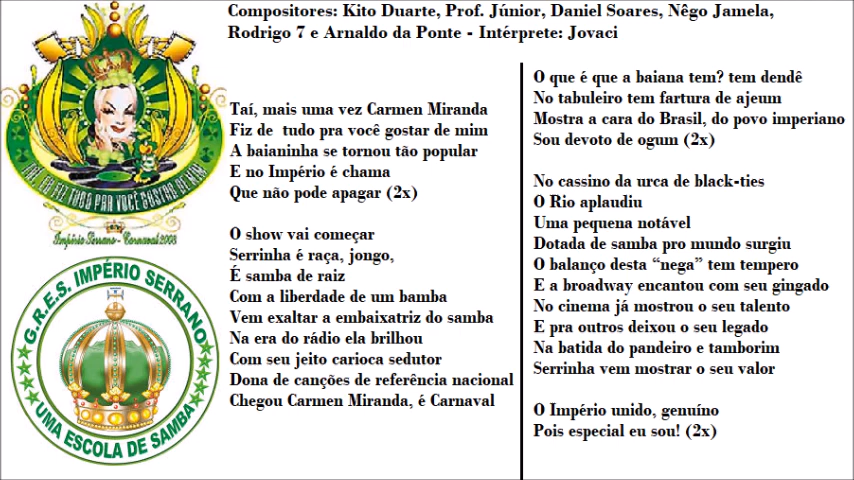 Compositores: Kito Duarte, Prof. Júnior, Daniel Soares, Nêgo Jamela,
Rodrigo 7 e Arnaldo da Ponte - Intérprete: Jovaci
TAÍ, EU FIZ TUDO PRA VOCÊ GOSTAR DE MIM
Império Serrano - Carnaval 2008
G.R.E.S. IMPÉRIO SERRANO
UMA ESCOLA DE SAMBA
Taí, mais uma vez Carmen Miranda
Fiz de tudo pra você gostar de mim
A baianinha se tornou tão popular
E no Império é chama
Que não pode apagar (2x)
O show vai começar
Serrinha é raça, jongo,
É samba de raiz
Com a liberdade de um bamba
Vem exaltar a embaixatriz do samba
Na era do rádio ela brilhou
Com seu jeito carioca sedutor
Dona de canções de referência nacional
Chegou Carmen Miranda, é Carnaval
O que é que a baiana tem? tem dendê
No tabuleiro tem fartura de ajeum
Mostra a cara do Brasil, do povo imperiano
Sou devoto de ogum (2x)
No cassino da urca de black-ties
O Rio aplaudiu
Uma pequena notável
Dotada de samba pro mundo surgiu
O balanço desta “nega” tem tempero
E a broadway encantou com seu gingado
No cinema já mostrou o seu talento
E pra outros deixou o seu legado
Na batida do pandeiro e tamborim
Serrinha vem mostrar o seu valor
O Império unido, genuíno
Pois especial eu sou! (2x)